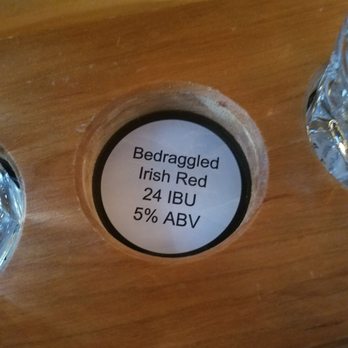 Bedraggled
Irish Red
24 IBU
5% ABV